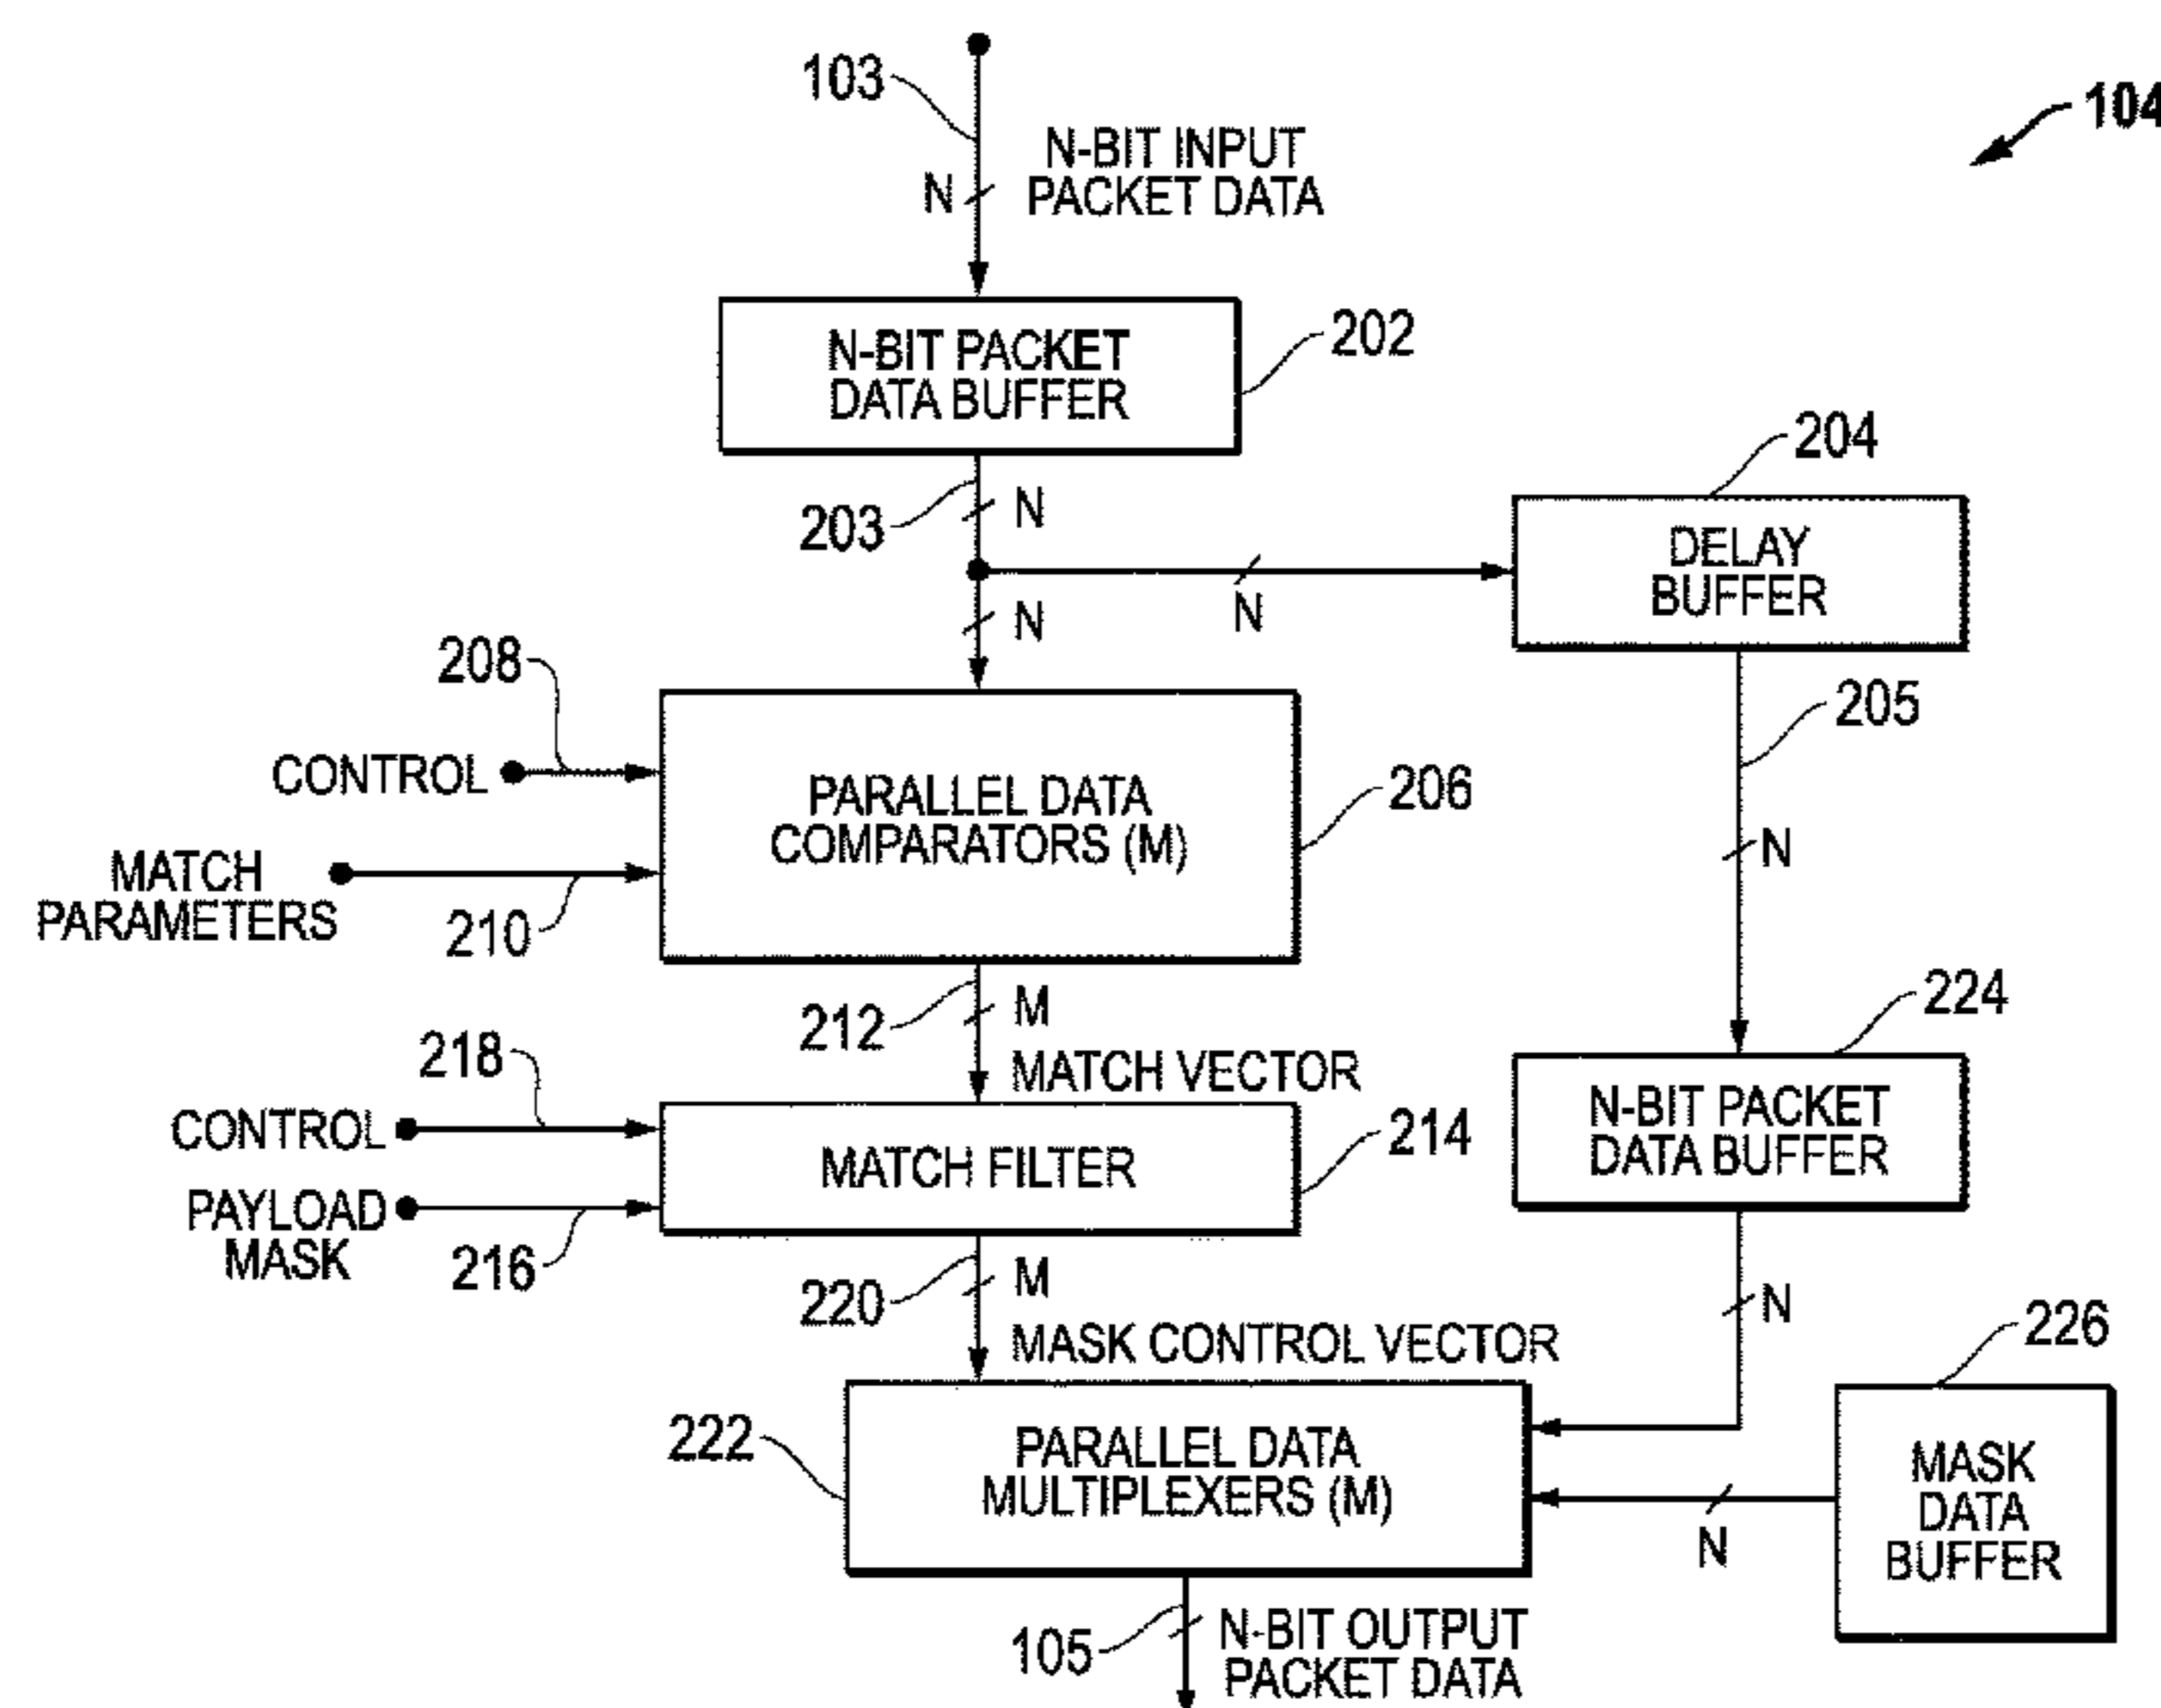 103
104
N-BIT INPUT
PACKET DATA
N
N-BIT PACKET
DATA BUFFER
202
203
N
204
DELAY
BUFFER
N
N
205
208
CONTROL
PARALLEL DATA
COMPARATORS (M)
206
MATCH
PARAMETERS
210
N
212
M
MATCH VECTOR
224
218
CONTROL
MATCH FILTER
214
N-BIT PACKET
DATA BUFFER
PAYLOAD
MASK
216
220
M
MASK CONTROL VECTOR
N
226
222
PARALLEL DATA
MULTIPLEXERS (M)
N
MASK
DATA
BUFFER
105
N-BIT OUTPUT
PACKET DATA